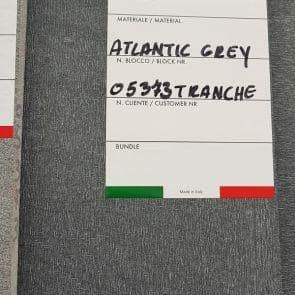 MATERIALE / MATERIAL
ATLANTIC GREY
N. BLOCCO / BLOCK NR.
05373 TRANCHE
N. CLIENTE / CUSTOMER NR
BUNDLE
Made in Italy